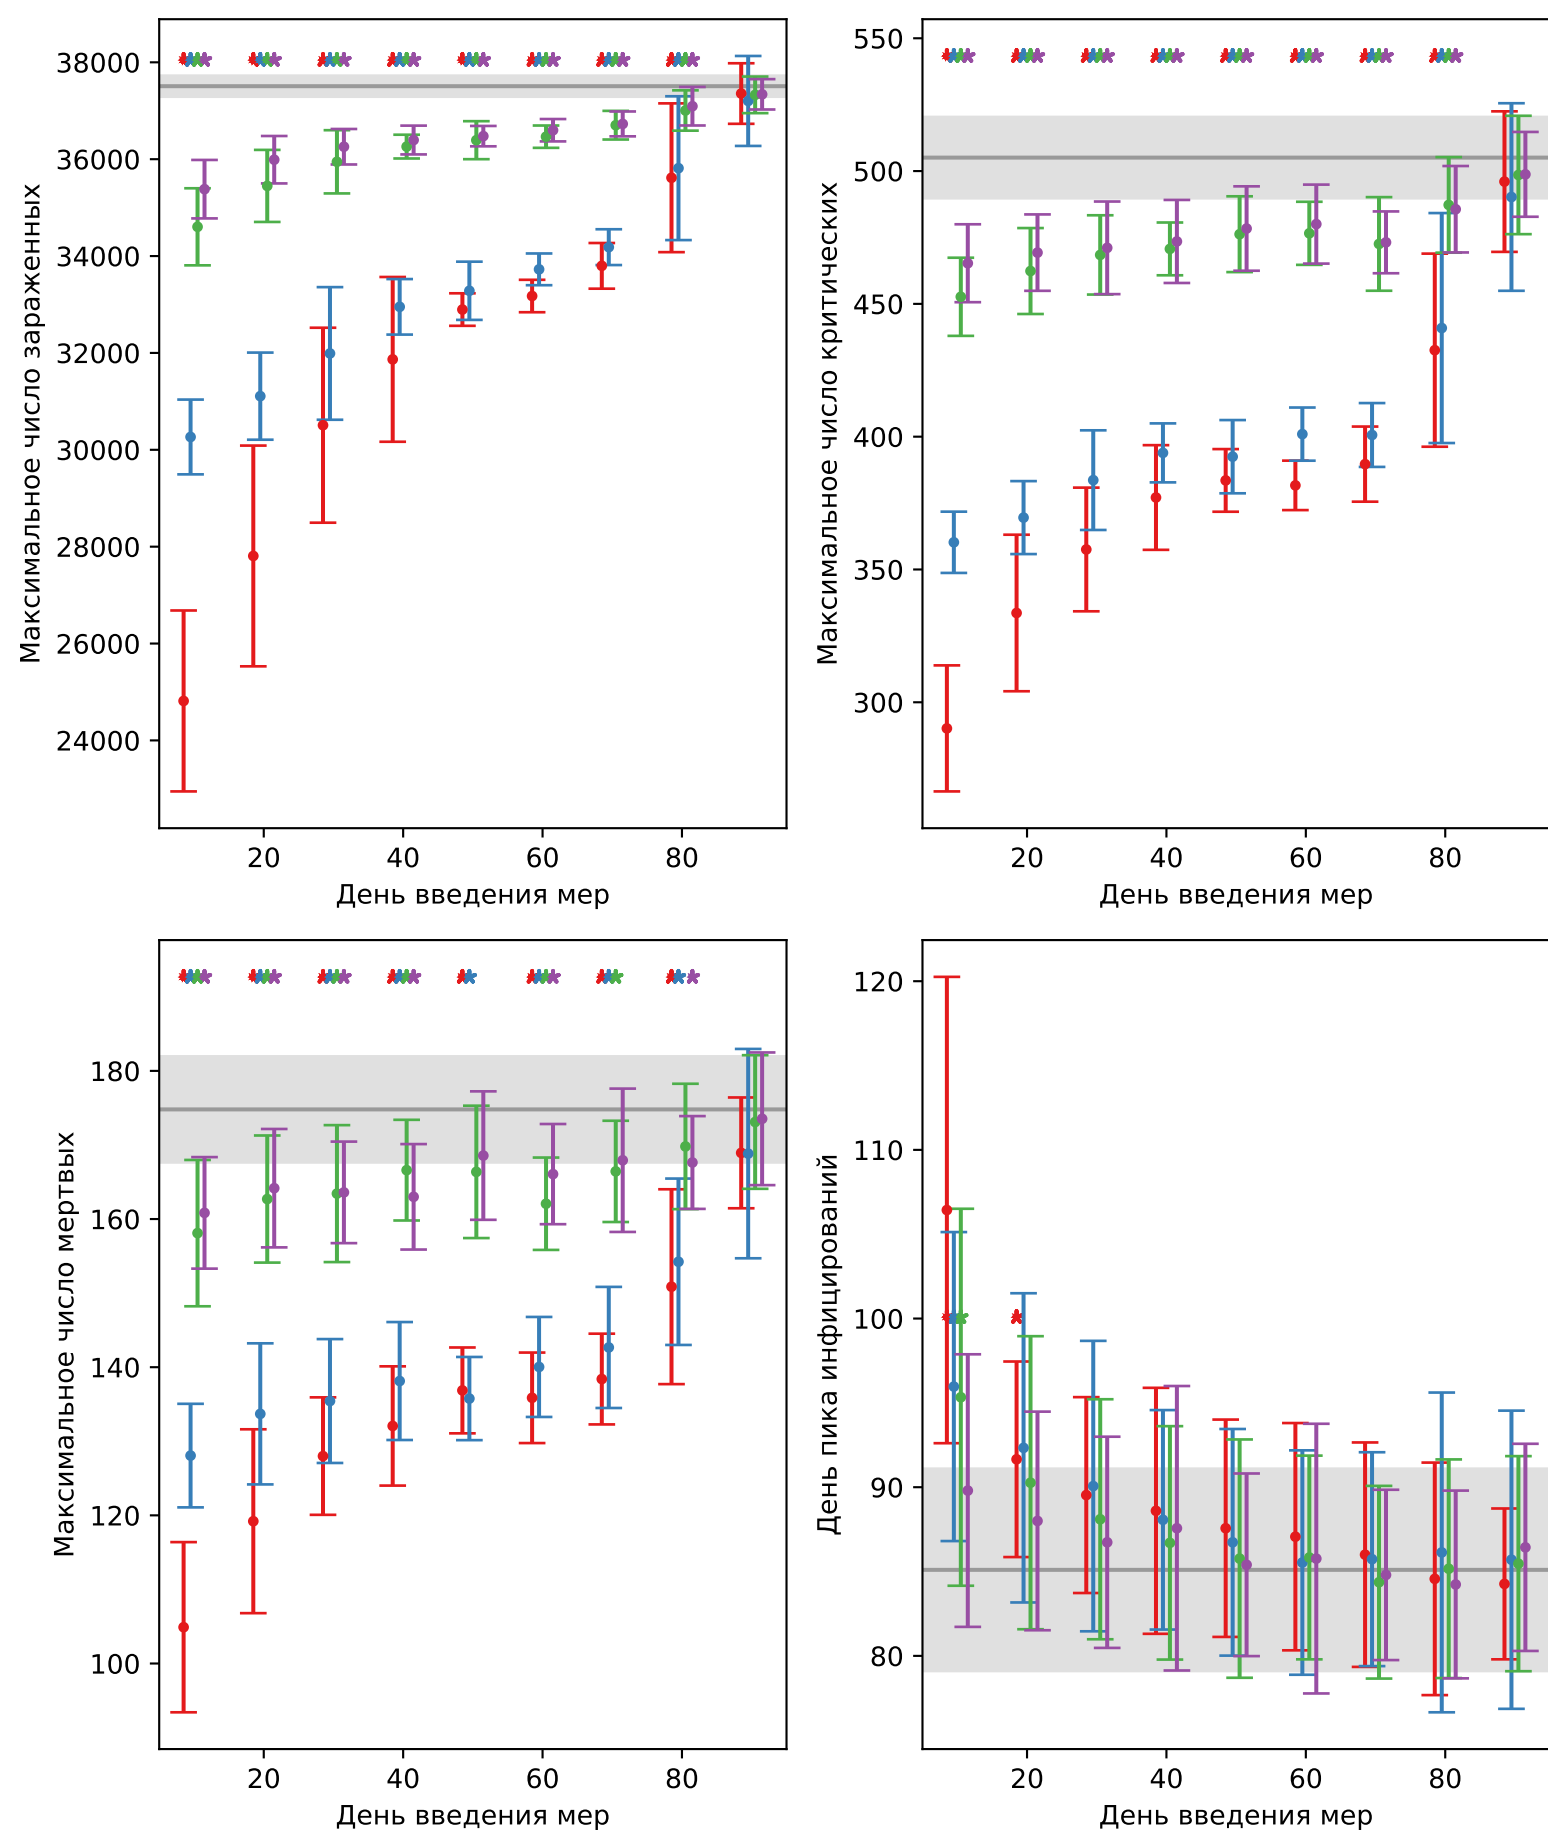 Максимальное число зараженных
38000
36000
34000
32000
30000
28000
26000
24000
20 40 60 80
День введения мер
Максимальное число критических
550
500
450
400
350
300
20 40 60 80
День введения мер
Максимальное число мертвых
180
160
140
120
100
20 40 60 80
День введения мер
День пика инфицирований
120
110
100
90
80
20 40 60 80
День введения мер